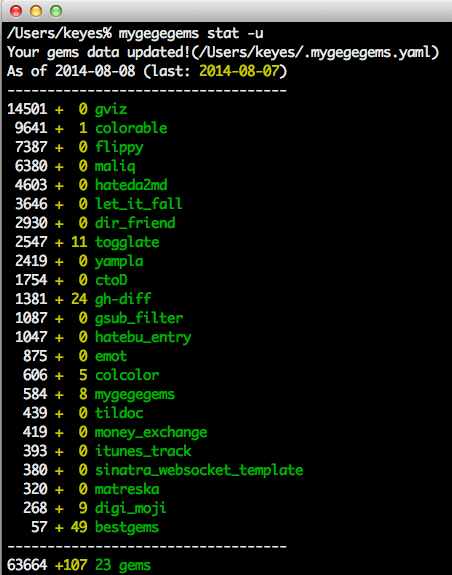 /Users/keyes% mygegegems stat -u
Your gems data updated!(/Users/keyes/.mygegegems.yaml)
As of 2014-08-08 (last: 2014-08-07)
----------------------------------
14501 + 0 gviz
9641 + 1 colorable
7387 + 0 flippy
6380 + 0 maliq
4603 + 0 hateda2md
3646 + 0 let_it_fall
2930 + 0 dir_friend
2547 + 11 togglate
2419 + 0 yampla
1754 + 0 ctoD
1381 + 24 gh-diff
1087 + 0 gsub_filter
1047 + 0 hatebu_entry
875 + 0 emot
606 + 5 colcolor
584 + 8 mygegegems
439 + 0 tildoc
419 + 0 money_exchange
393 + 0 itunes_track
380 + 0 sinatra_websocket_template
320 + 0 matreska
268 + 9 digi_moji
57 + 49 bestgems
----------------------------------
63664 +107 23 gems